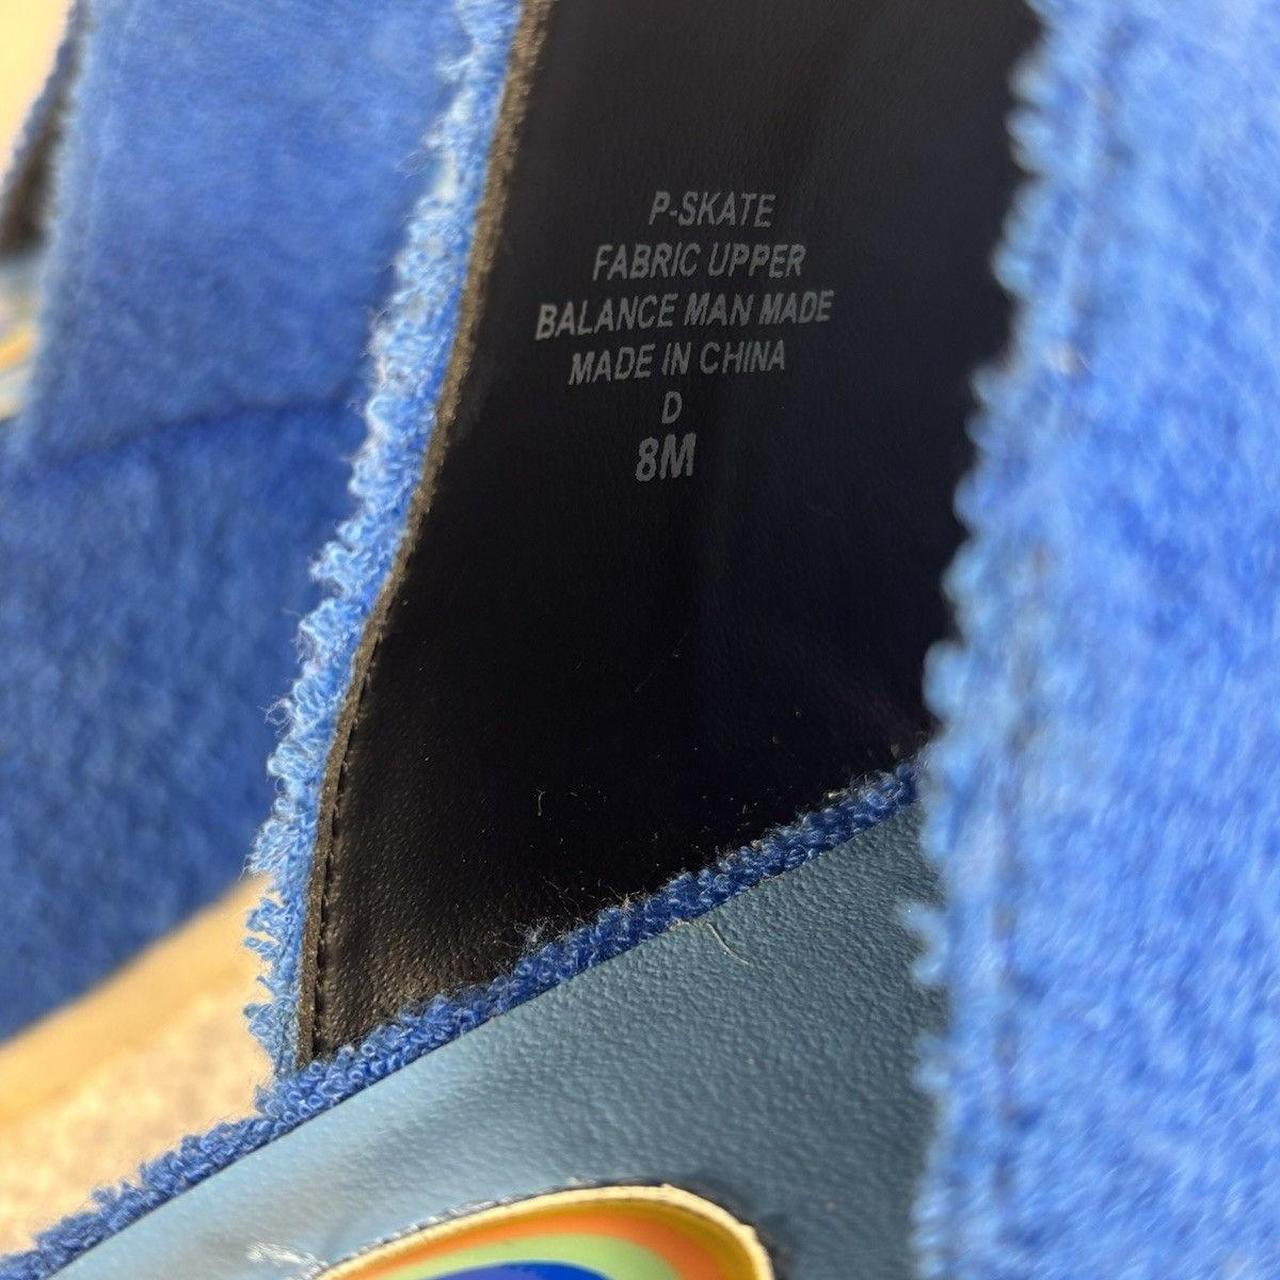 P-SKATE
FABRIC UPPER
BALANCE MAN MADE
MADE IN CHINA
D
8M